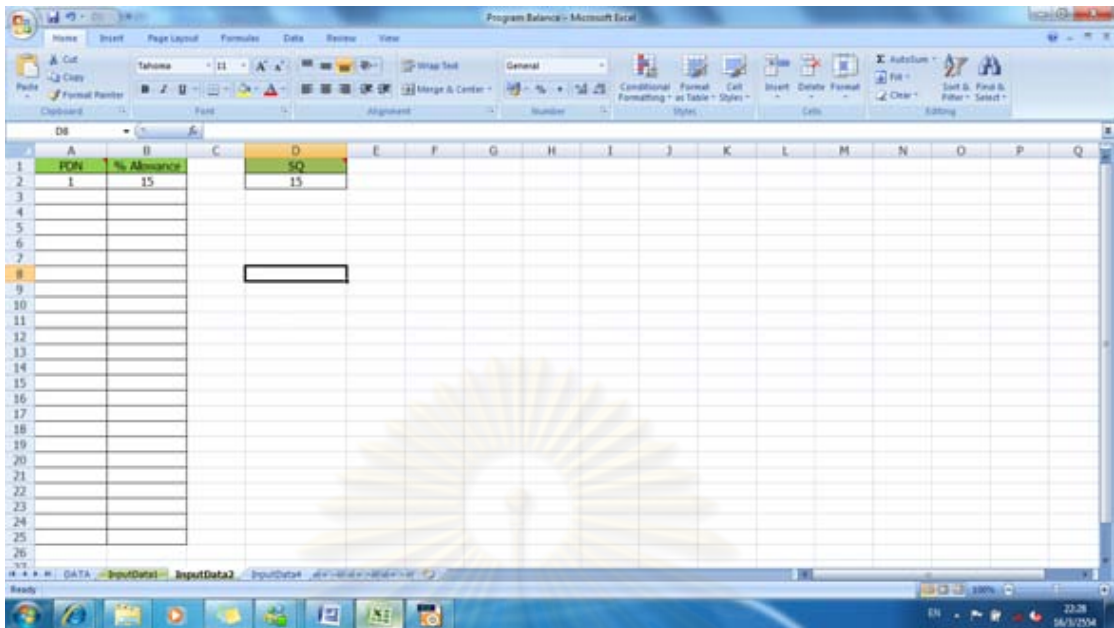 Program Balance - Microsoft Excel
Home Insert Page Layout Formulas Data Review View
Paste
Cut
Copy
Format Painter
Clipboard
Tahoma 11
B I U
Font
Wrap Text
Merge & Center
Alignment
General
Number
Conditional Formatting
Format as Table
Cell Styles
Styles
Insert Delete Format
Cells
AutoSum
Fill
Clear
Sort & Filter
Find & Select
Editing
D8
A B C D E F G H I J K L M N O P Q
1 PDN % Allowance SQ
2 1 15 15
3
4
5
6
7
8
9
10
11
12
13
14
15
16
17
18
19
20
21
22
23
24
25
26
27
DATA InputData1 InputData2 InputData4
Ready
100%
EN
22:28
16/3/2554